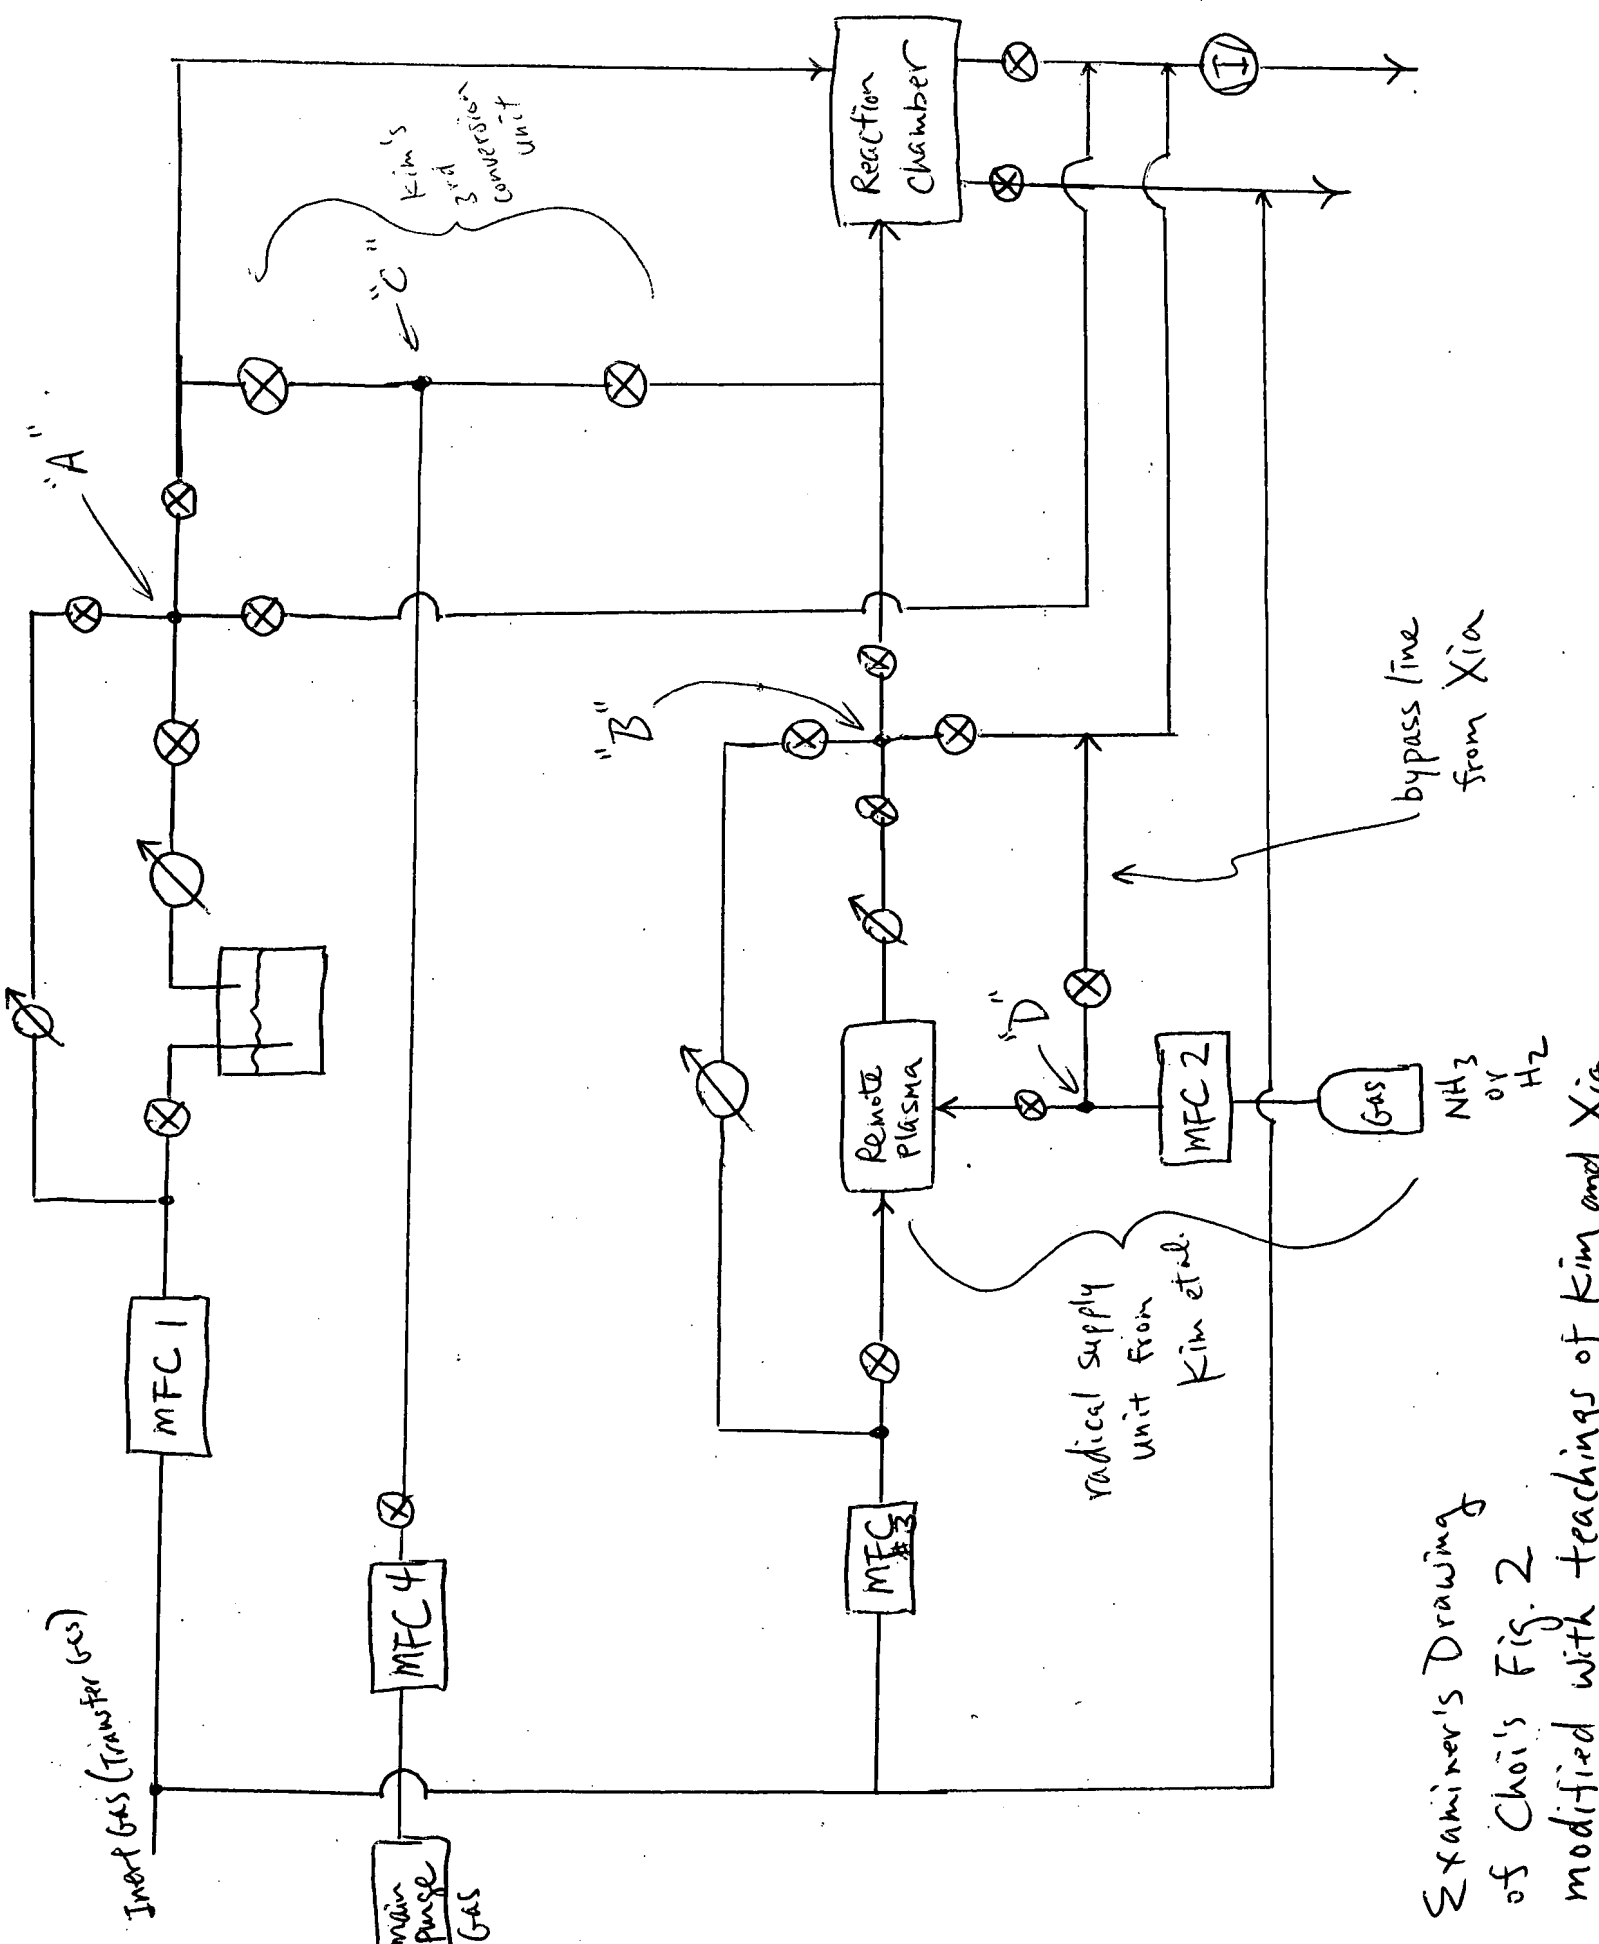 Inert Gas (Transfer Gas)
MFC 1
"A"
main
purge
Gas
MFC 4
"C"
Kim's
3rd
conversion
unit
Reaction
Chamber
I
MFC
#3
Remote
Plasma
"B"
"D"
MFC 2
Gas
NH3
or
H2
radical supply
unit from
Kim et al.
bypass line
from Xia
Examiner's Drawing
of Choi's Fig. 2
modified with teachings of Kim and Xia